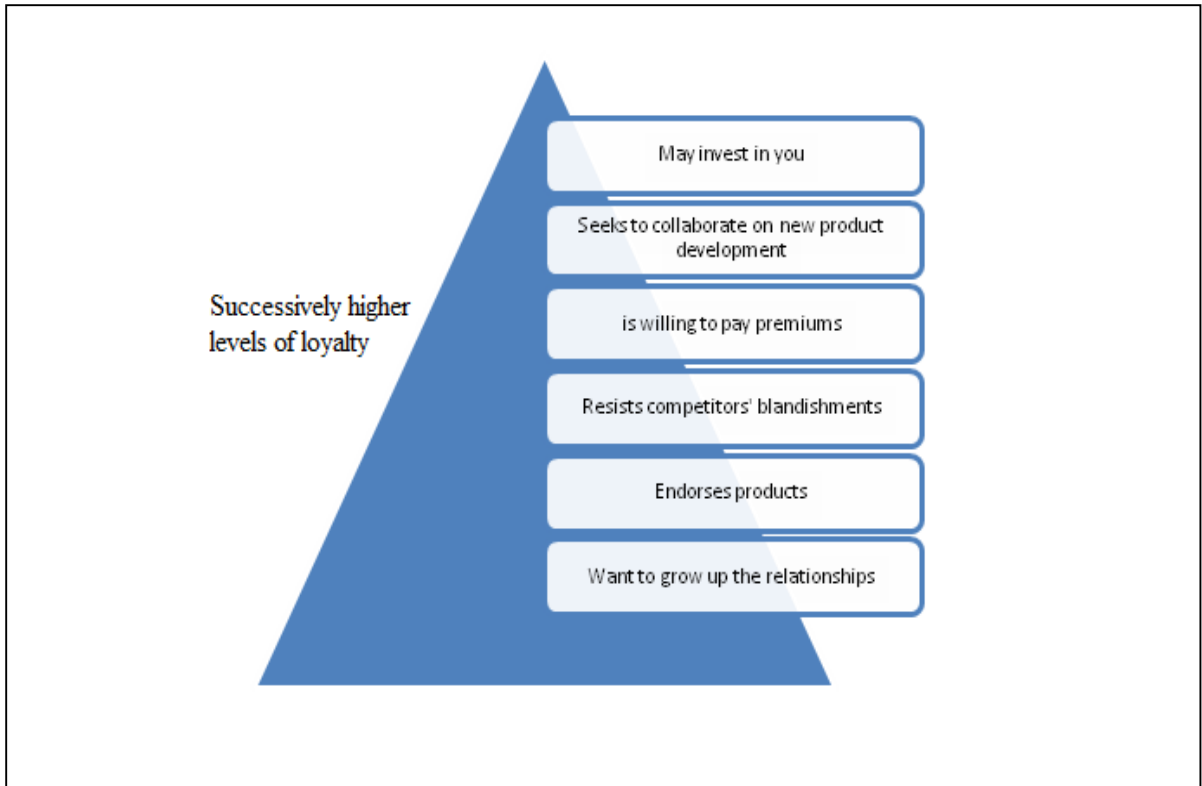 May invest in you
Seeks to collaborate on new product
development
Successively higher
levels of loyalty
is willing to pay premiums
Resists competitors' blandishments
Endorses products
Want to grow up the relationships